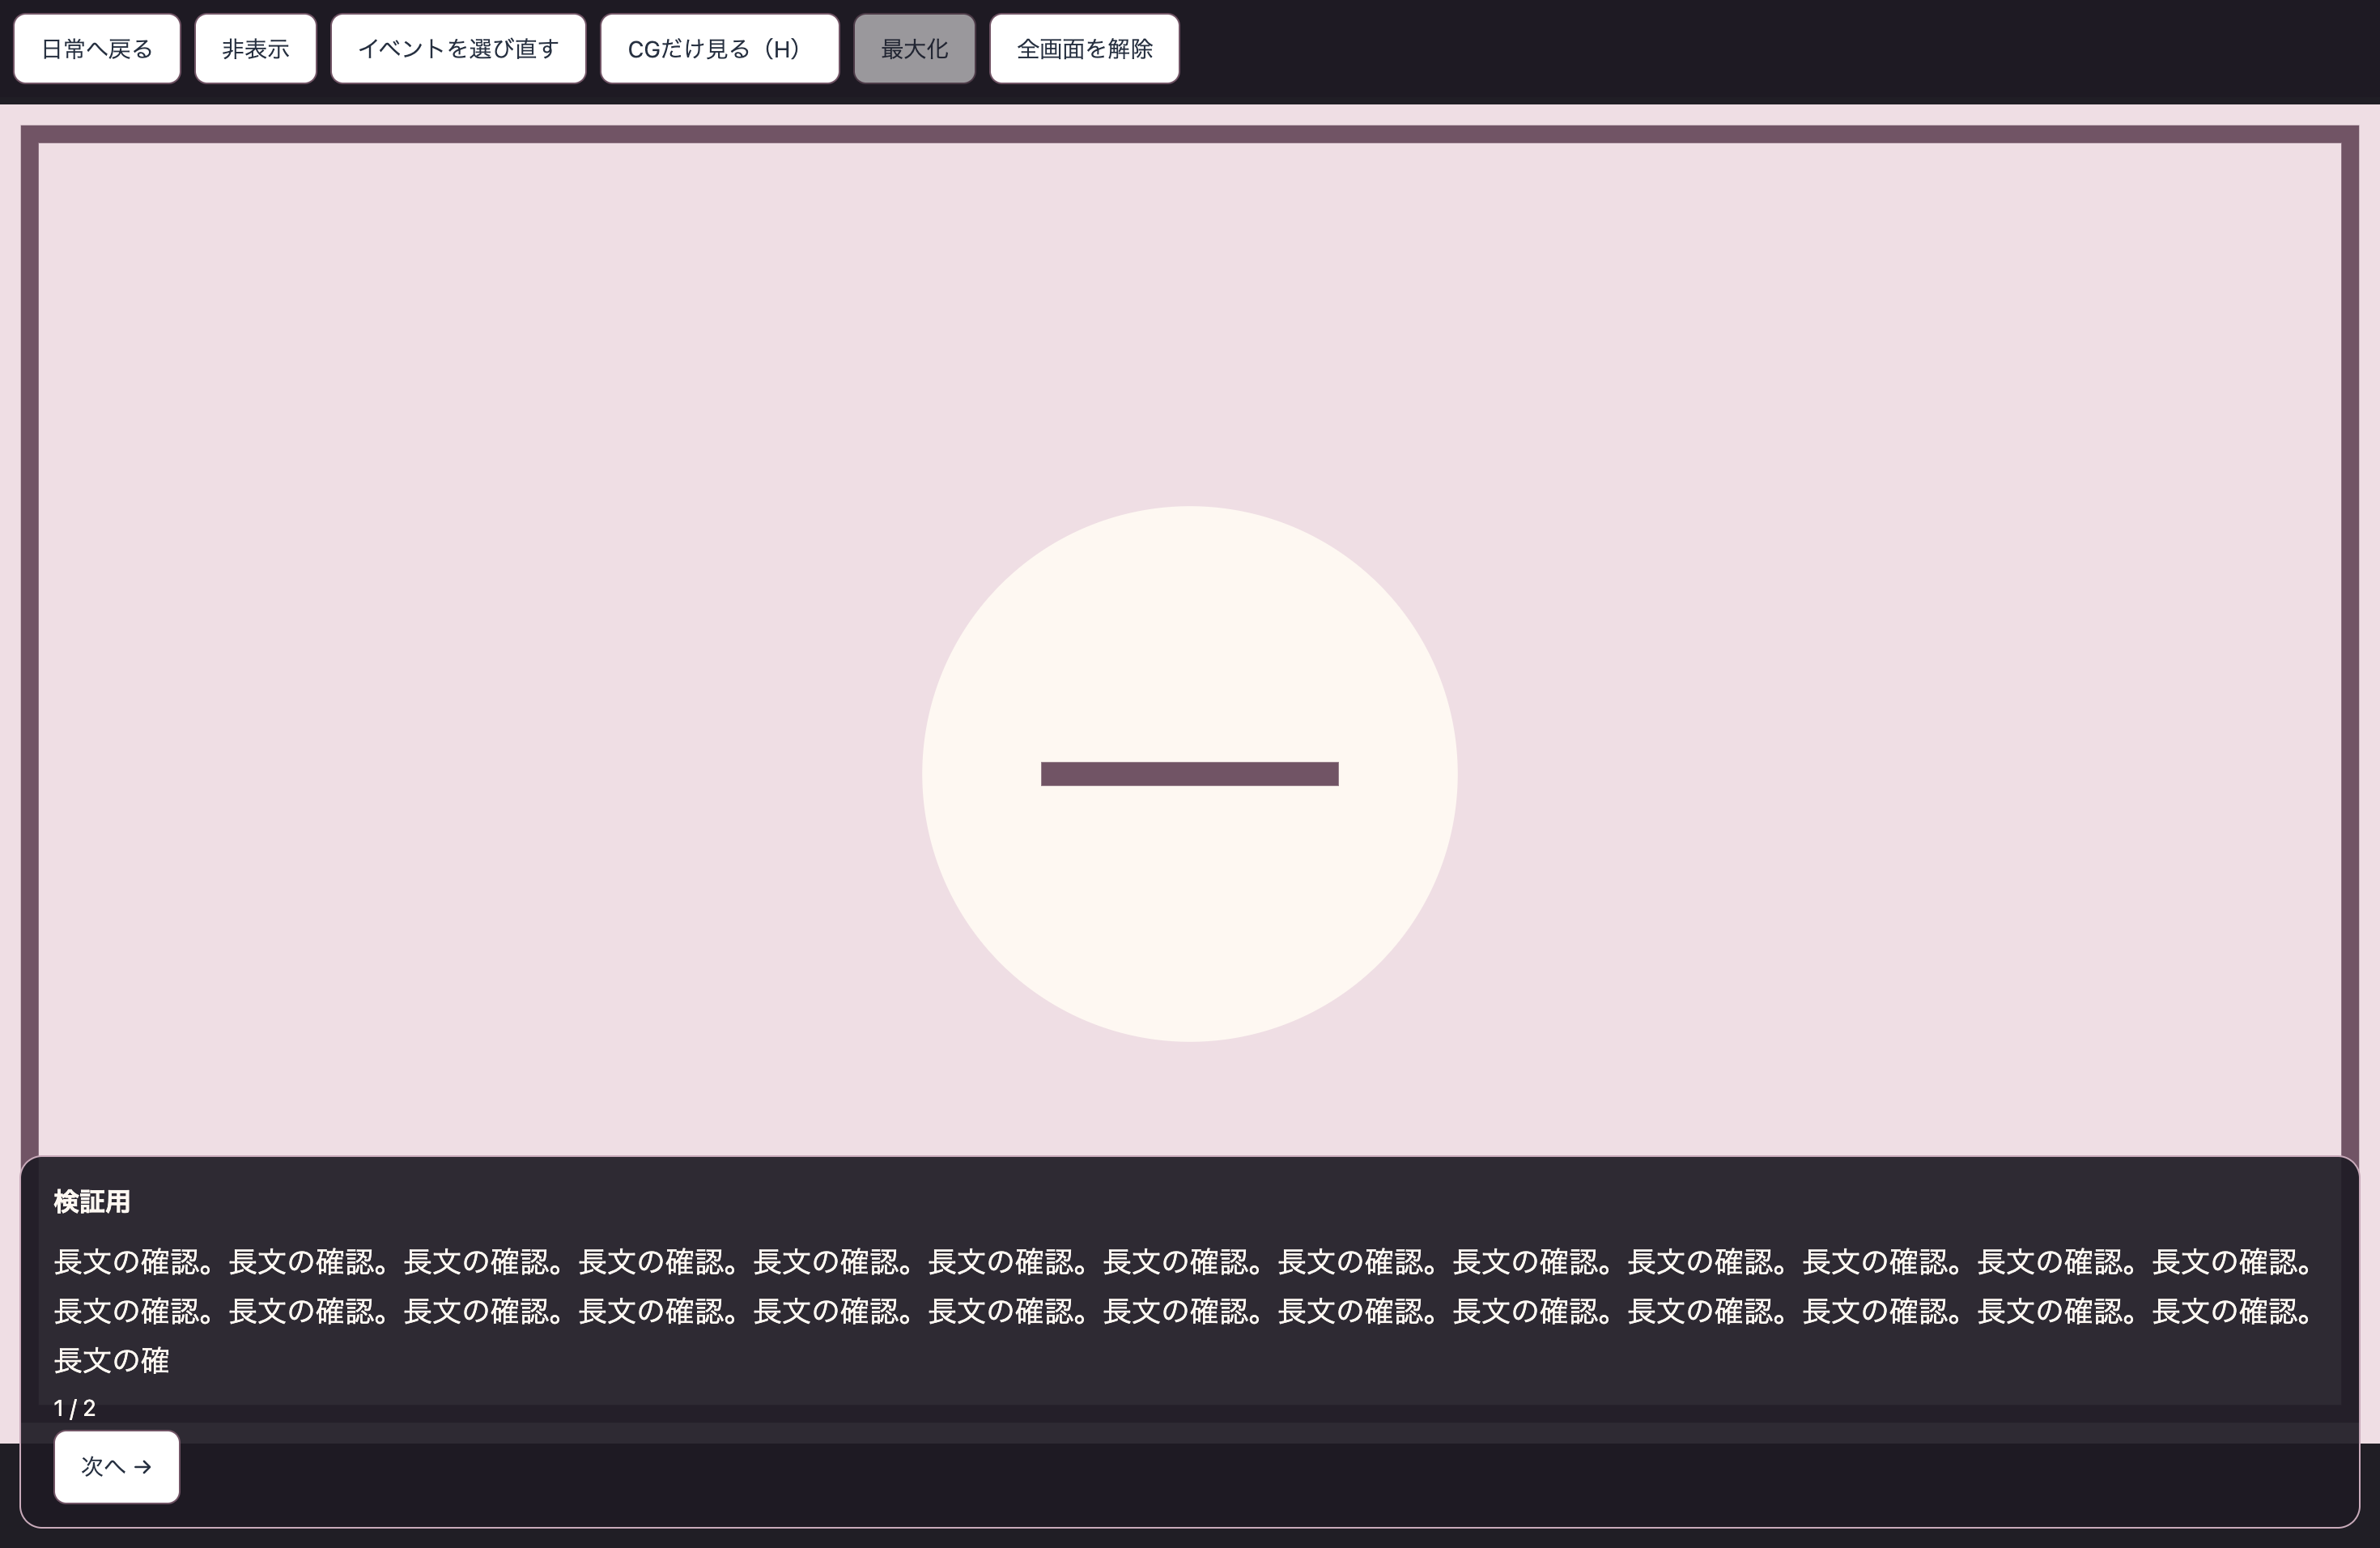 日常へ戻る 非表示 イベントを選び直す CGだけ見る（H） 最大化 全画面を解除
検証用
長文の確認。長文の確認。長文の確認。長文の確認。長文の確認。長文の確認。長文の確認。長文の確認。長文の確認。長文の確認。長文の確認。長文の確認。長文の確認。
長文の確認。長文の確認。長文の確認。長文の確認。長文の確認。長文の確認。長文の確認。長文の確認。長文の確認。長文の確認。長文の確認。長文の確認。長文の確認。
長文の確
1 / 2
次へ →